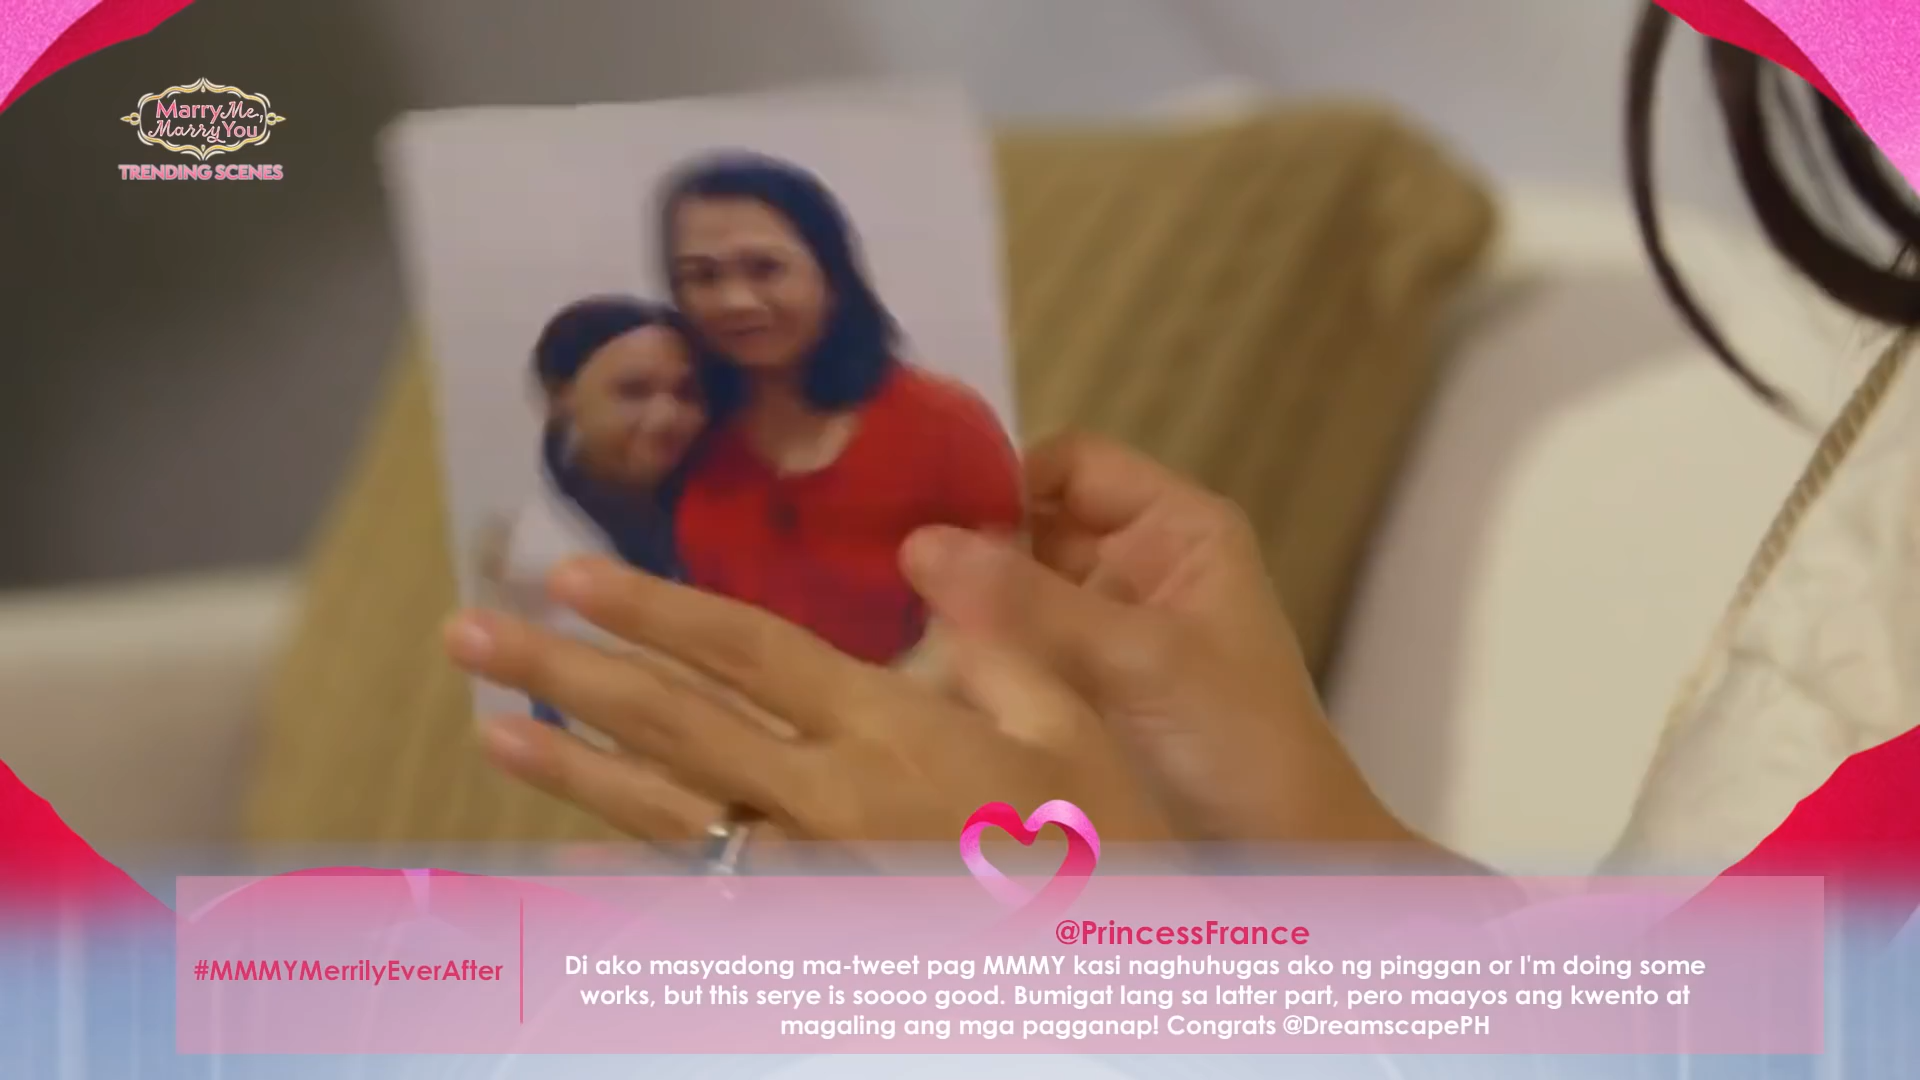 Marry Me,
Marry You
TRENDING SCENES
#MMMYMerrilyEverAfter
@PrincessFrance
Di ako masyadong ma-tweet pag MMMY kasi naghuhugas ako ng pinggan or I'm doing some
works, but this serye is soooo good. Bumigat lang sa latter part, pero maayos ang kwento at
magaling ang mga pagganap! Congrats @DreamscapePH